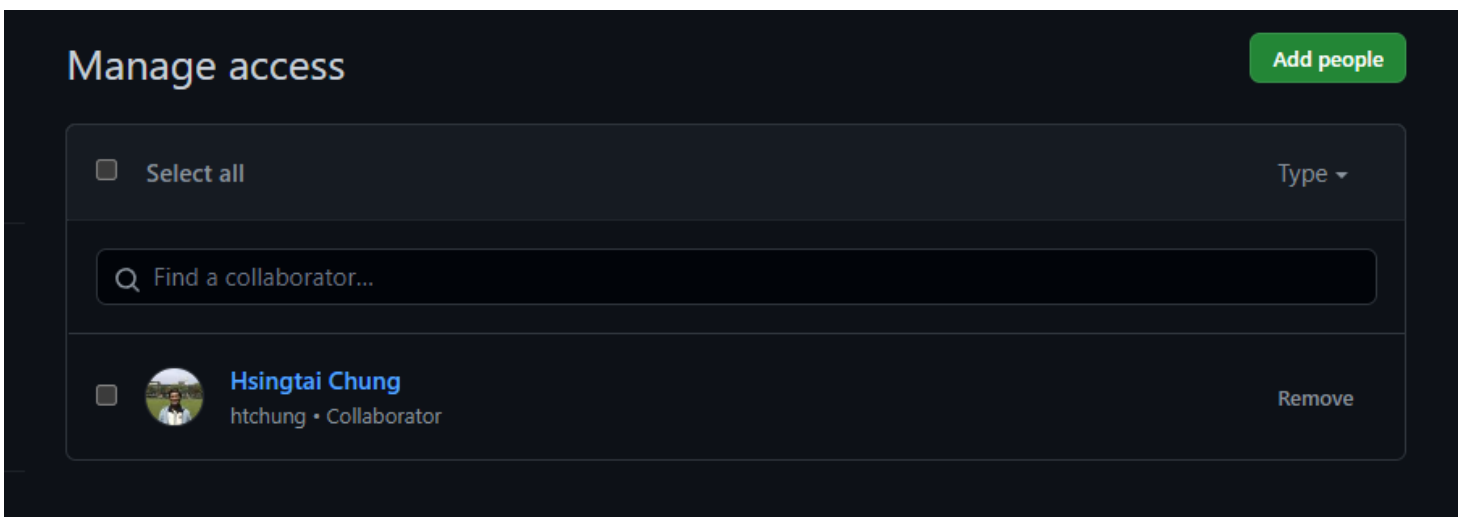 Manage access
Add people
Select all
Type
Find a collaborator...
Hsingtai Chung
htchung • Collaborator
Remove